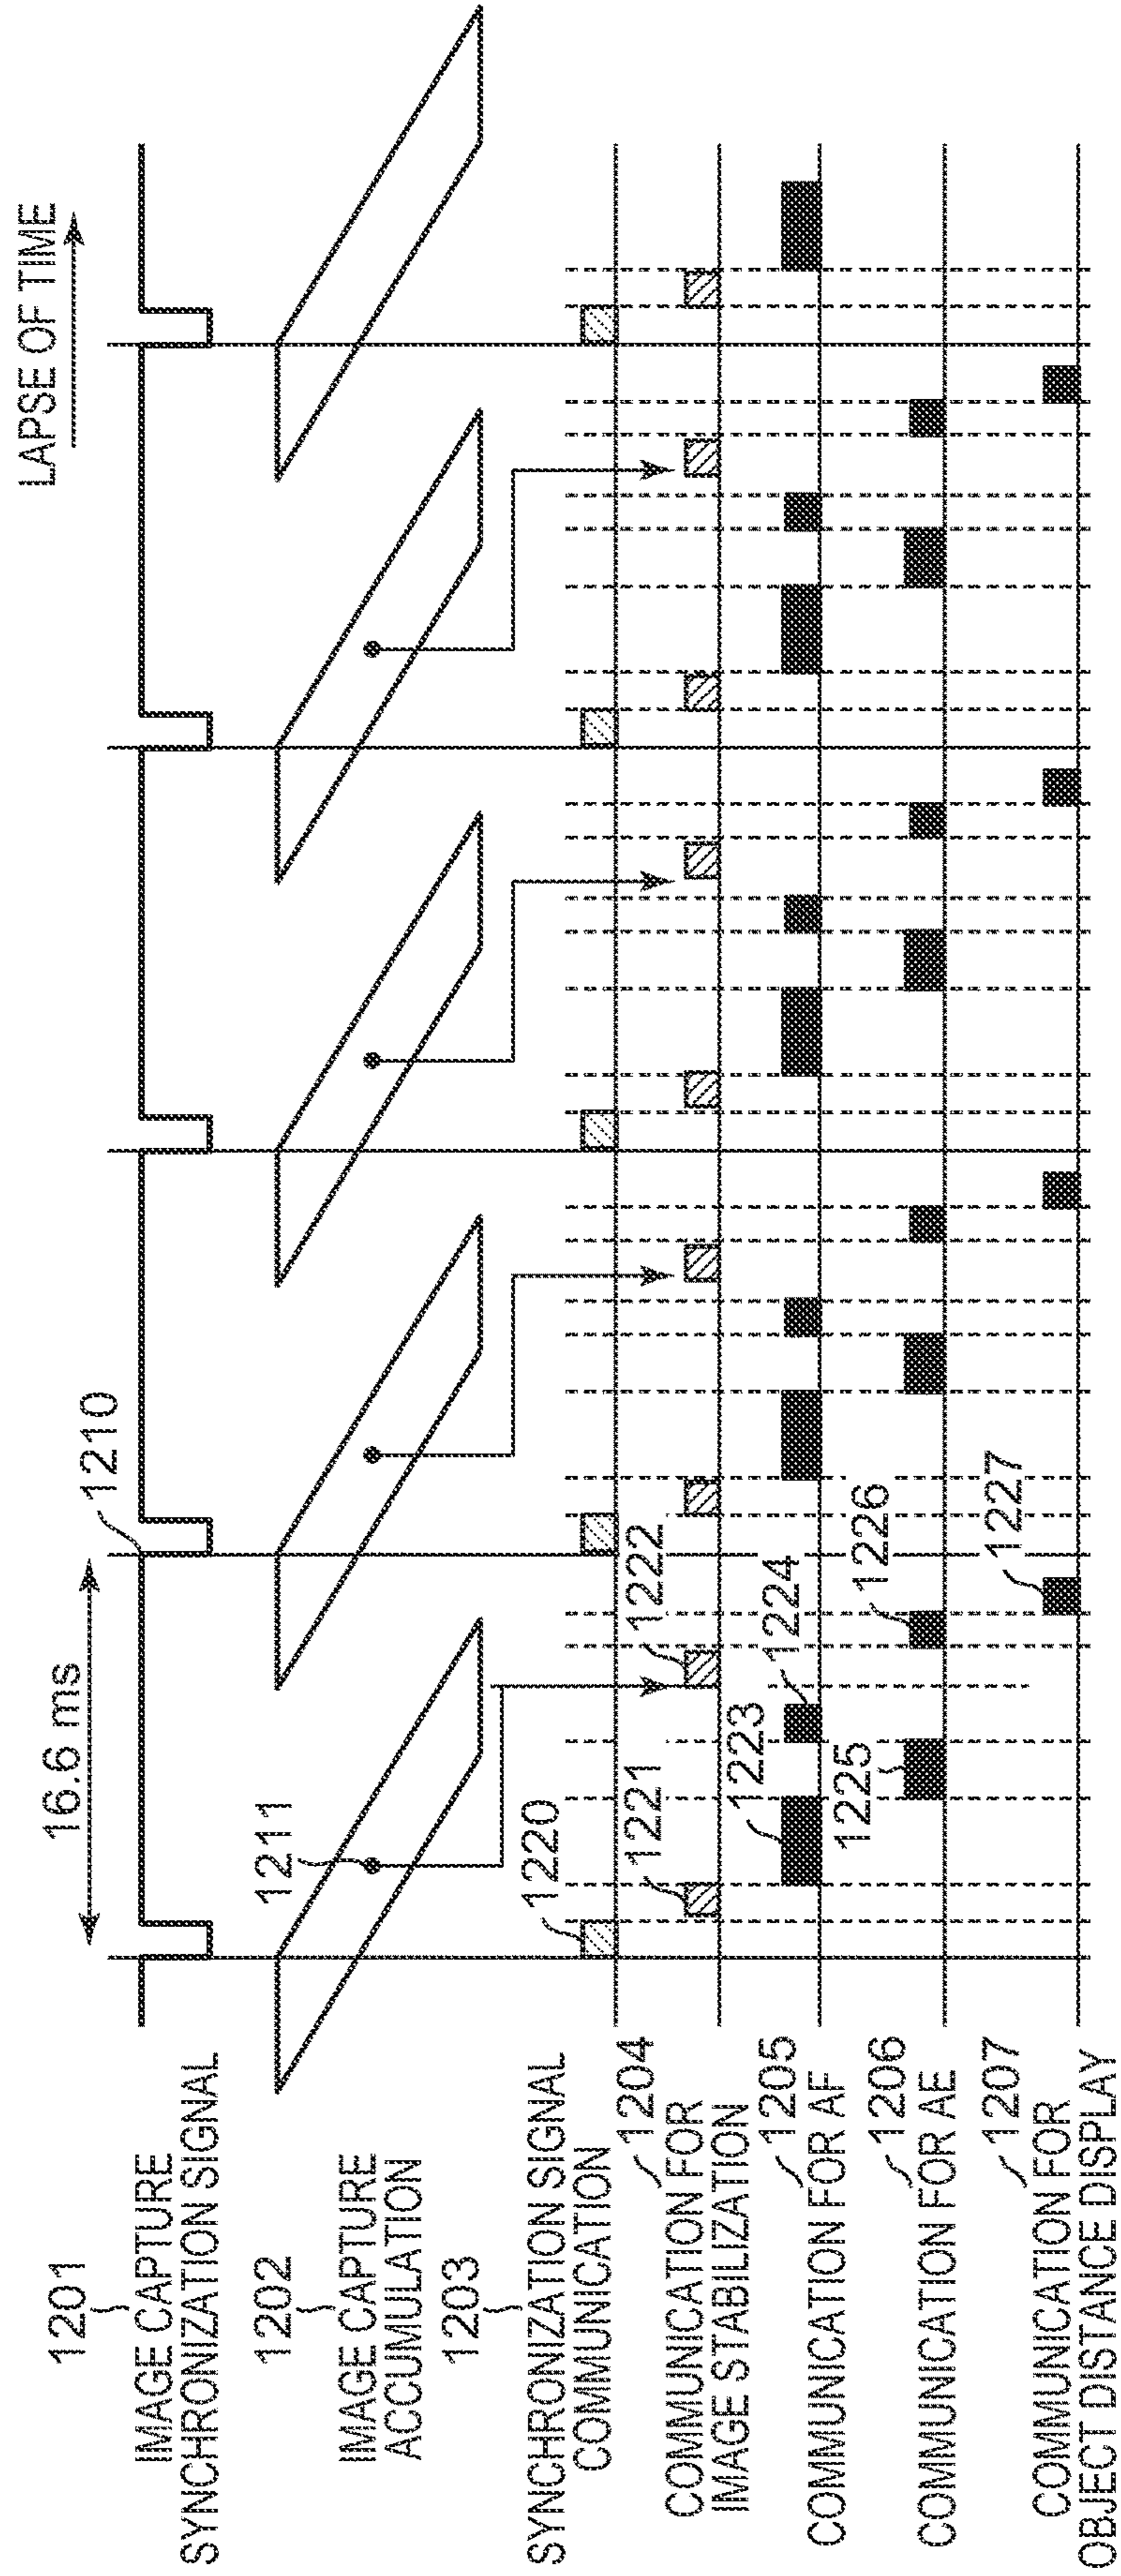 LAPSE OF TIME
16.6 ms
1210
1201
IMAGE CAPTURE
SYNCHRONIZATION SIGNAL
1202
IMAGE CAPTURE
ACCUMULATION
1211
1203
SYNCHRONIZATION SIGNAL
COMMUNICATION
1220
1204
COMMUNICATION FOR
IMAGE STABILIZATION
1221
1222
1205
COMMUNICATION FOR AF
1223
1224
1206
COMMUNICATION FOR AE
1225
1226
1207
COMMUNICATION FOR
OBJECT DISTANCE DISPLAY
1227